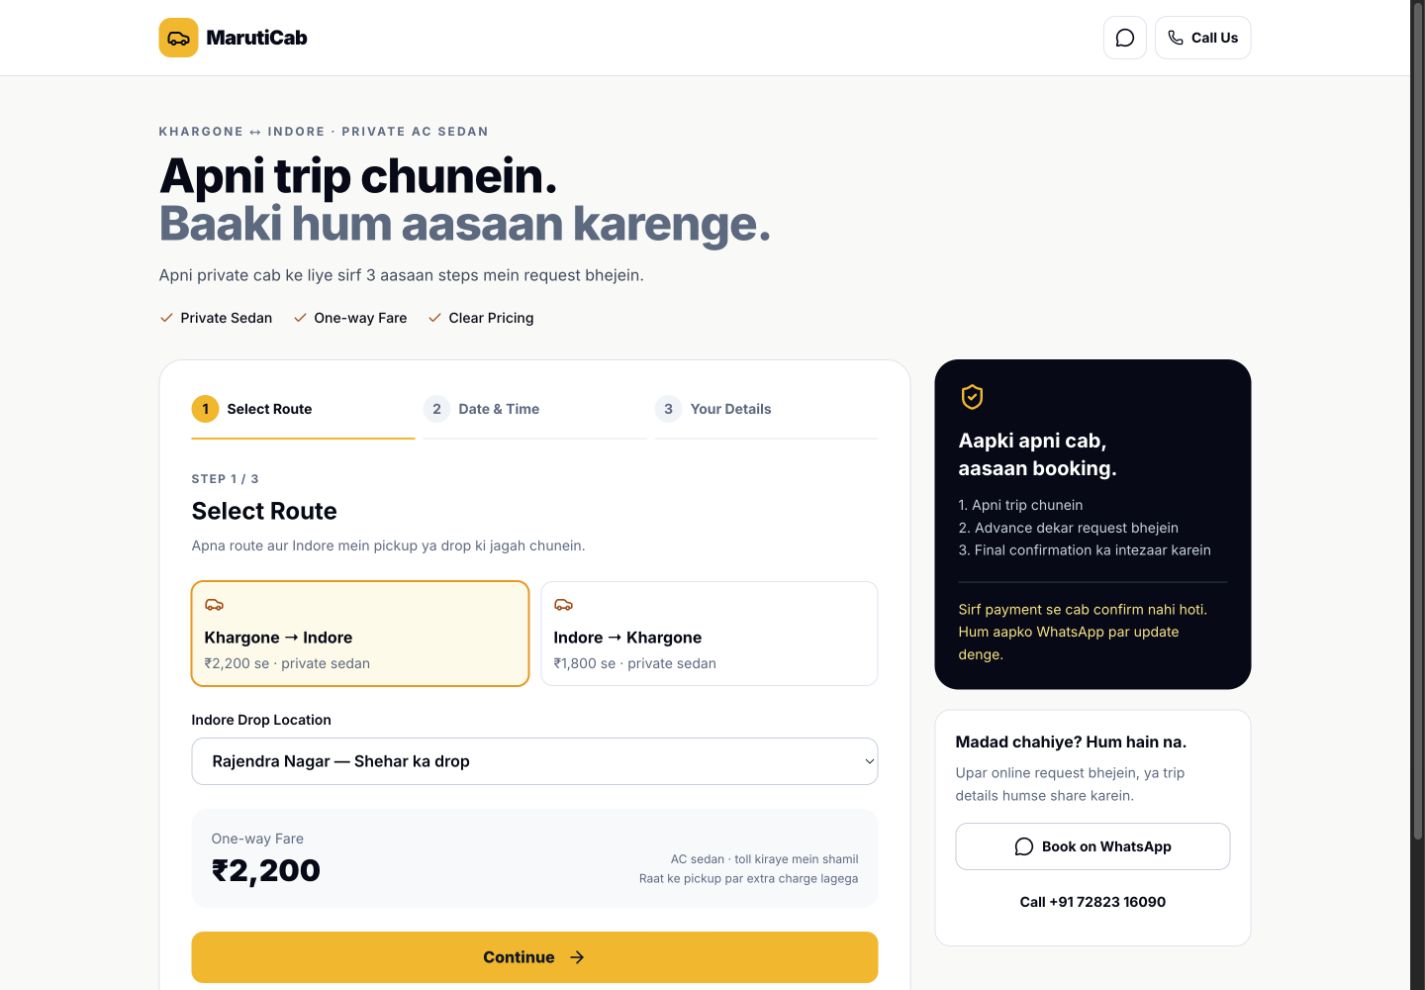 MarutiCab
Call Us
KHARGONE ↔ INDORE · PRIVATE AC SEDAN
Apni trip chunein.
Baaki hum aasaan karenge.
Apni private cab ke liye sirf 3 aasaan steps mein request bhejein.
Private Sedan
One-way Fare
Clear Pricing
1 Select Route
2 Date & Time
3 Your Details
STEP 1 / 3
Select Route
Apna route aur Indore mein pickup ya drop ki jagah chunein.
Khargone → Indore
₹2,200 se · private sedan
Indore → Khargone
₹1,800 se · private sedan
Indore Drop Location
Rajendra Nagar — Shehar ka drop
One-way Fare
₹2,200
AC sedan · toll kiraye mein shamil
Raat ke pickup par extra charge lagega
Continue →
Aapki apni cab,
aasaan booking.
1. Apni trip chunein
2. Advance dekar request bhejein
3. Final confirmation ka intezaar karein
Sirf payment se cab confirm nahi hoti.
Hum aapko WhatsApp par update
denge.
Madad chahiye? Hum hain na.
Upar online request bhejein, ya trip
details humse share karein.
Book on WhatsApp
Call +91 72823 16090